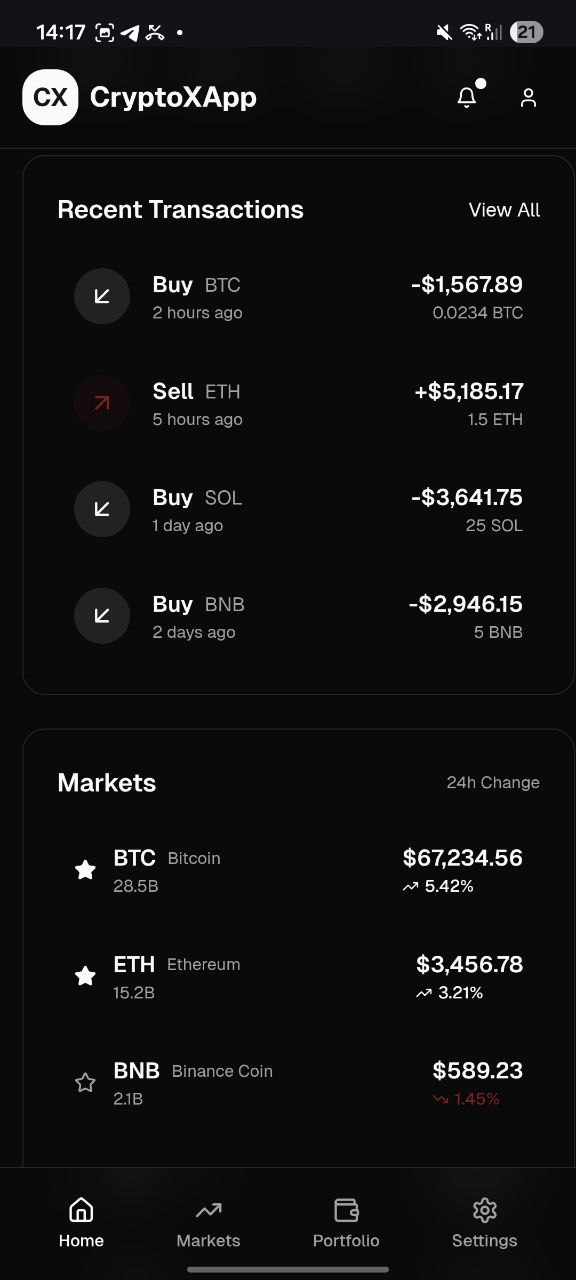 14:17
21
CX CryptoXApp
Recent Transactions View All
Buy BTC -$1,567.89
2 hours ago 0.0234 BTC
Sell ETH +$5,185.17
5 hours ago 1.5 ETH
Buy SOL -$3,641.75
1 day ago 25 SOL
Buy BNB -$2,946.15
2 days ago 5 BNB
Markets 24h Change
BTC Bitcoin $67,234.56
28.5B 5.42%
ETH Ethereum $3,456.78
15.2B 3.21%
BNB Binance Coin $589.23
2.1B 1.45%
Home Markets Portfolio Settings